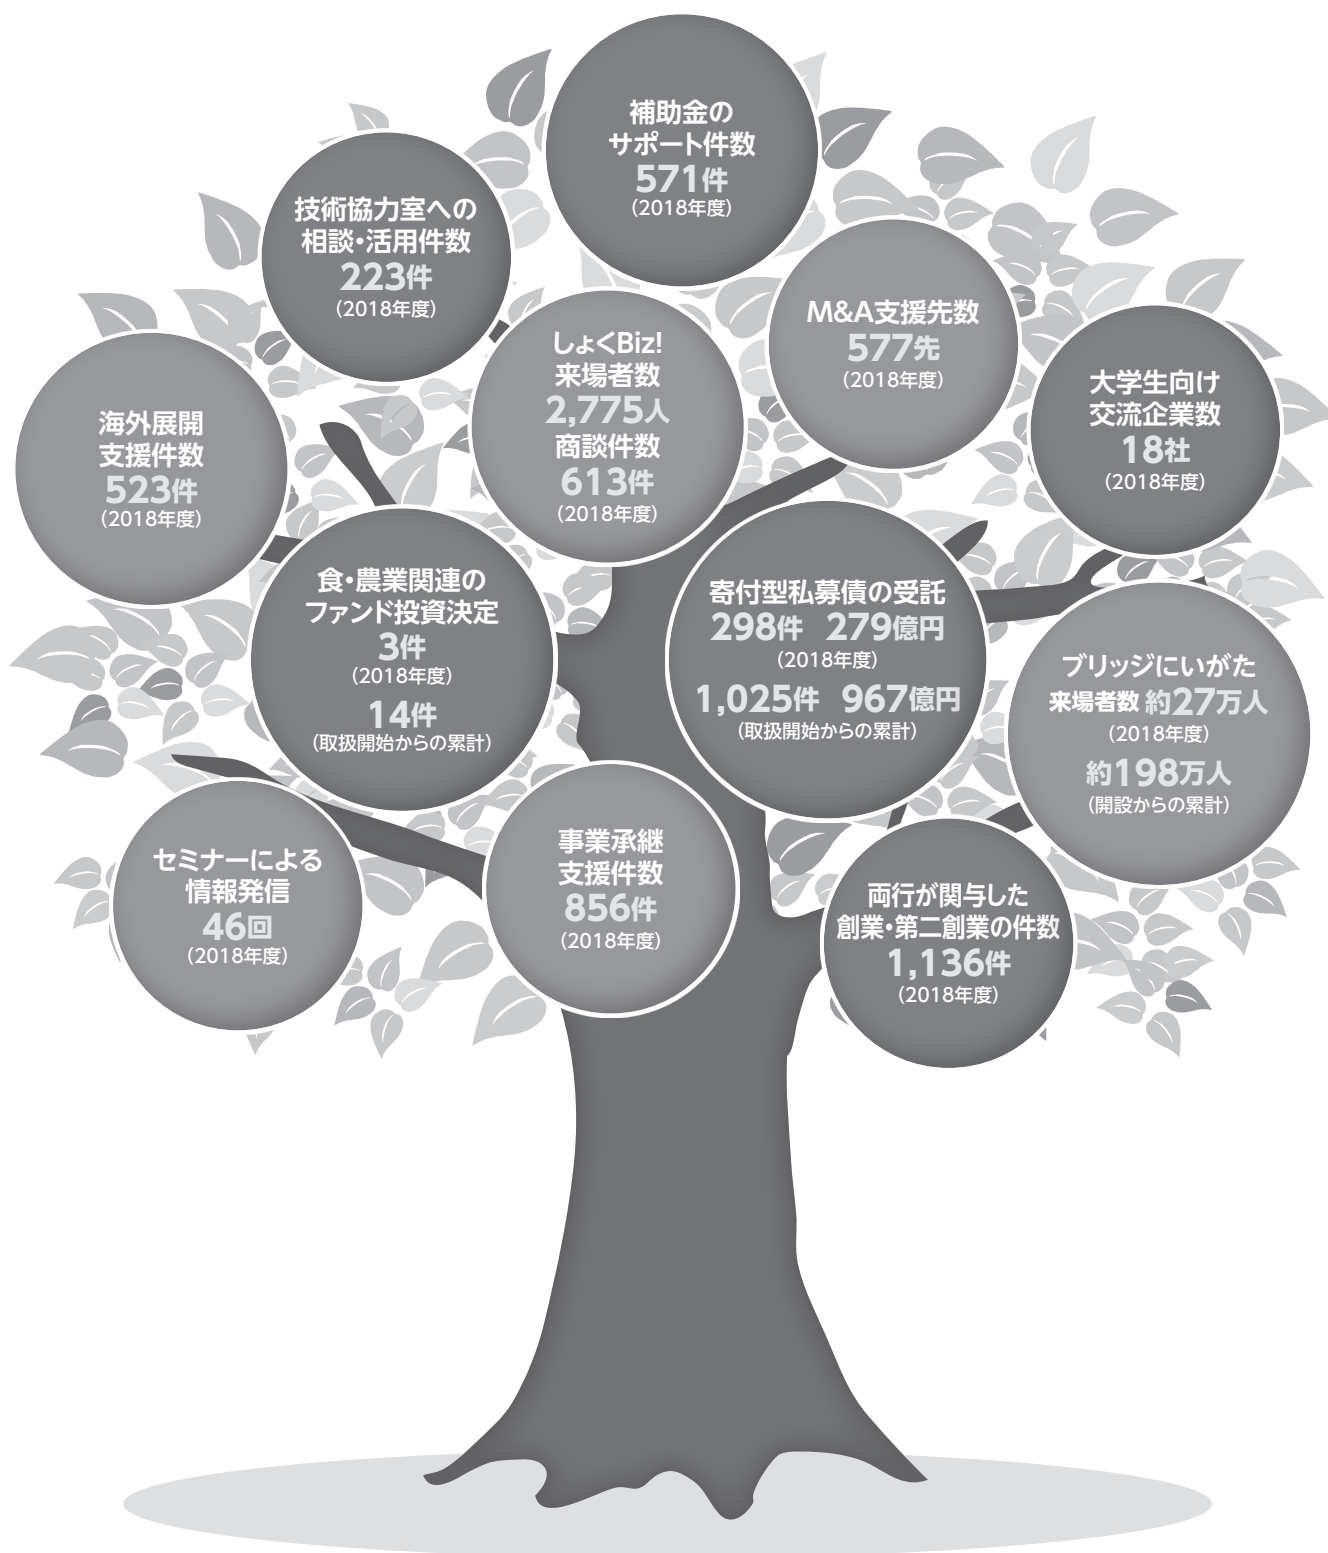 補助金の
サポート件数
571件
(2018年度)
技術協力室への
相談・活用件数
223件
(2018年度)
しょくBiz!
来場者数
2,775人
商談件数
613件
(2018年度)
M&A支援先数
577先
(2018年度)
大学生向け
交流企業数
18社
(2018年度)
海外展開
支援件数
523件
(2018年度)
食・農業関連の
ファンド投資決定
3件
(2018年度)
14件
(取扱開始からの累計)
寄付型私募債の受託
298件 279億円
(2018年度)
1,025件 967億円
(取扱開始からの累計)
ブリッジにいがた
来場者数 約27万人
(2018年度)
約198万人
(開設からの累計)
セミナーによる
情報発信
46回
(2018年度)
事業承継
支援件数
856件
(2018年度)
両行が関与した
創業・第二創業の件数
1,136件
(2018年度)